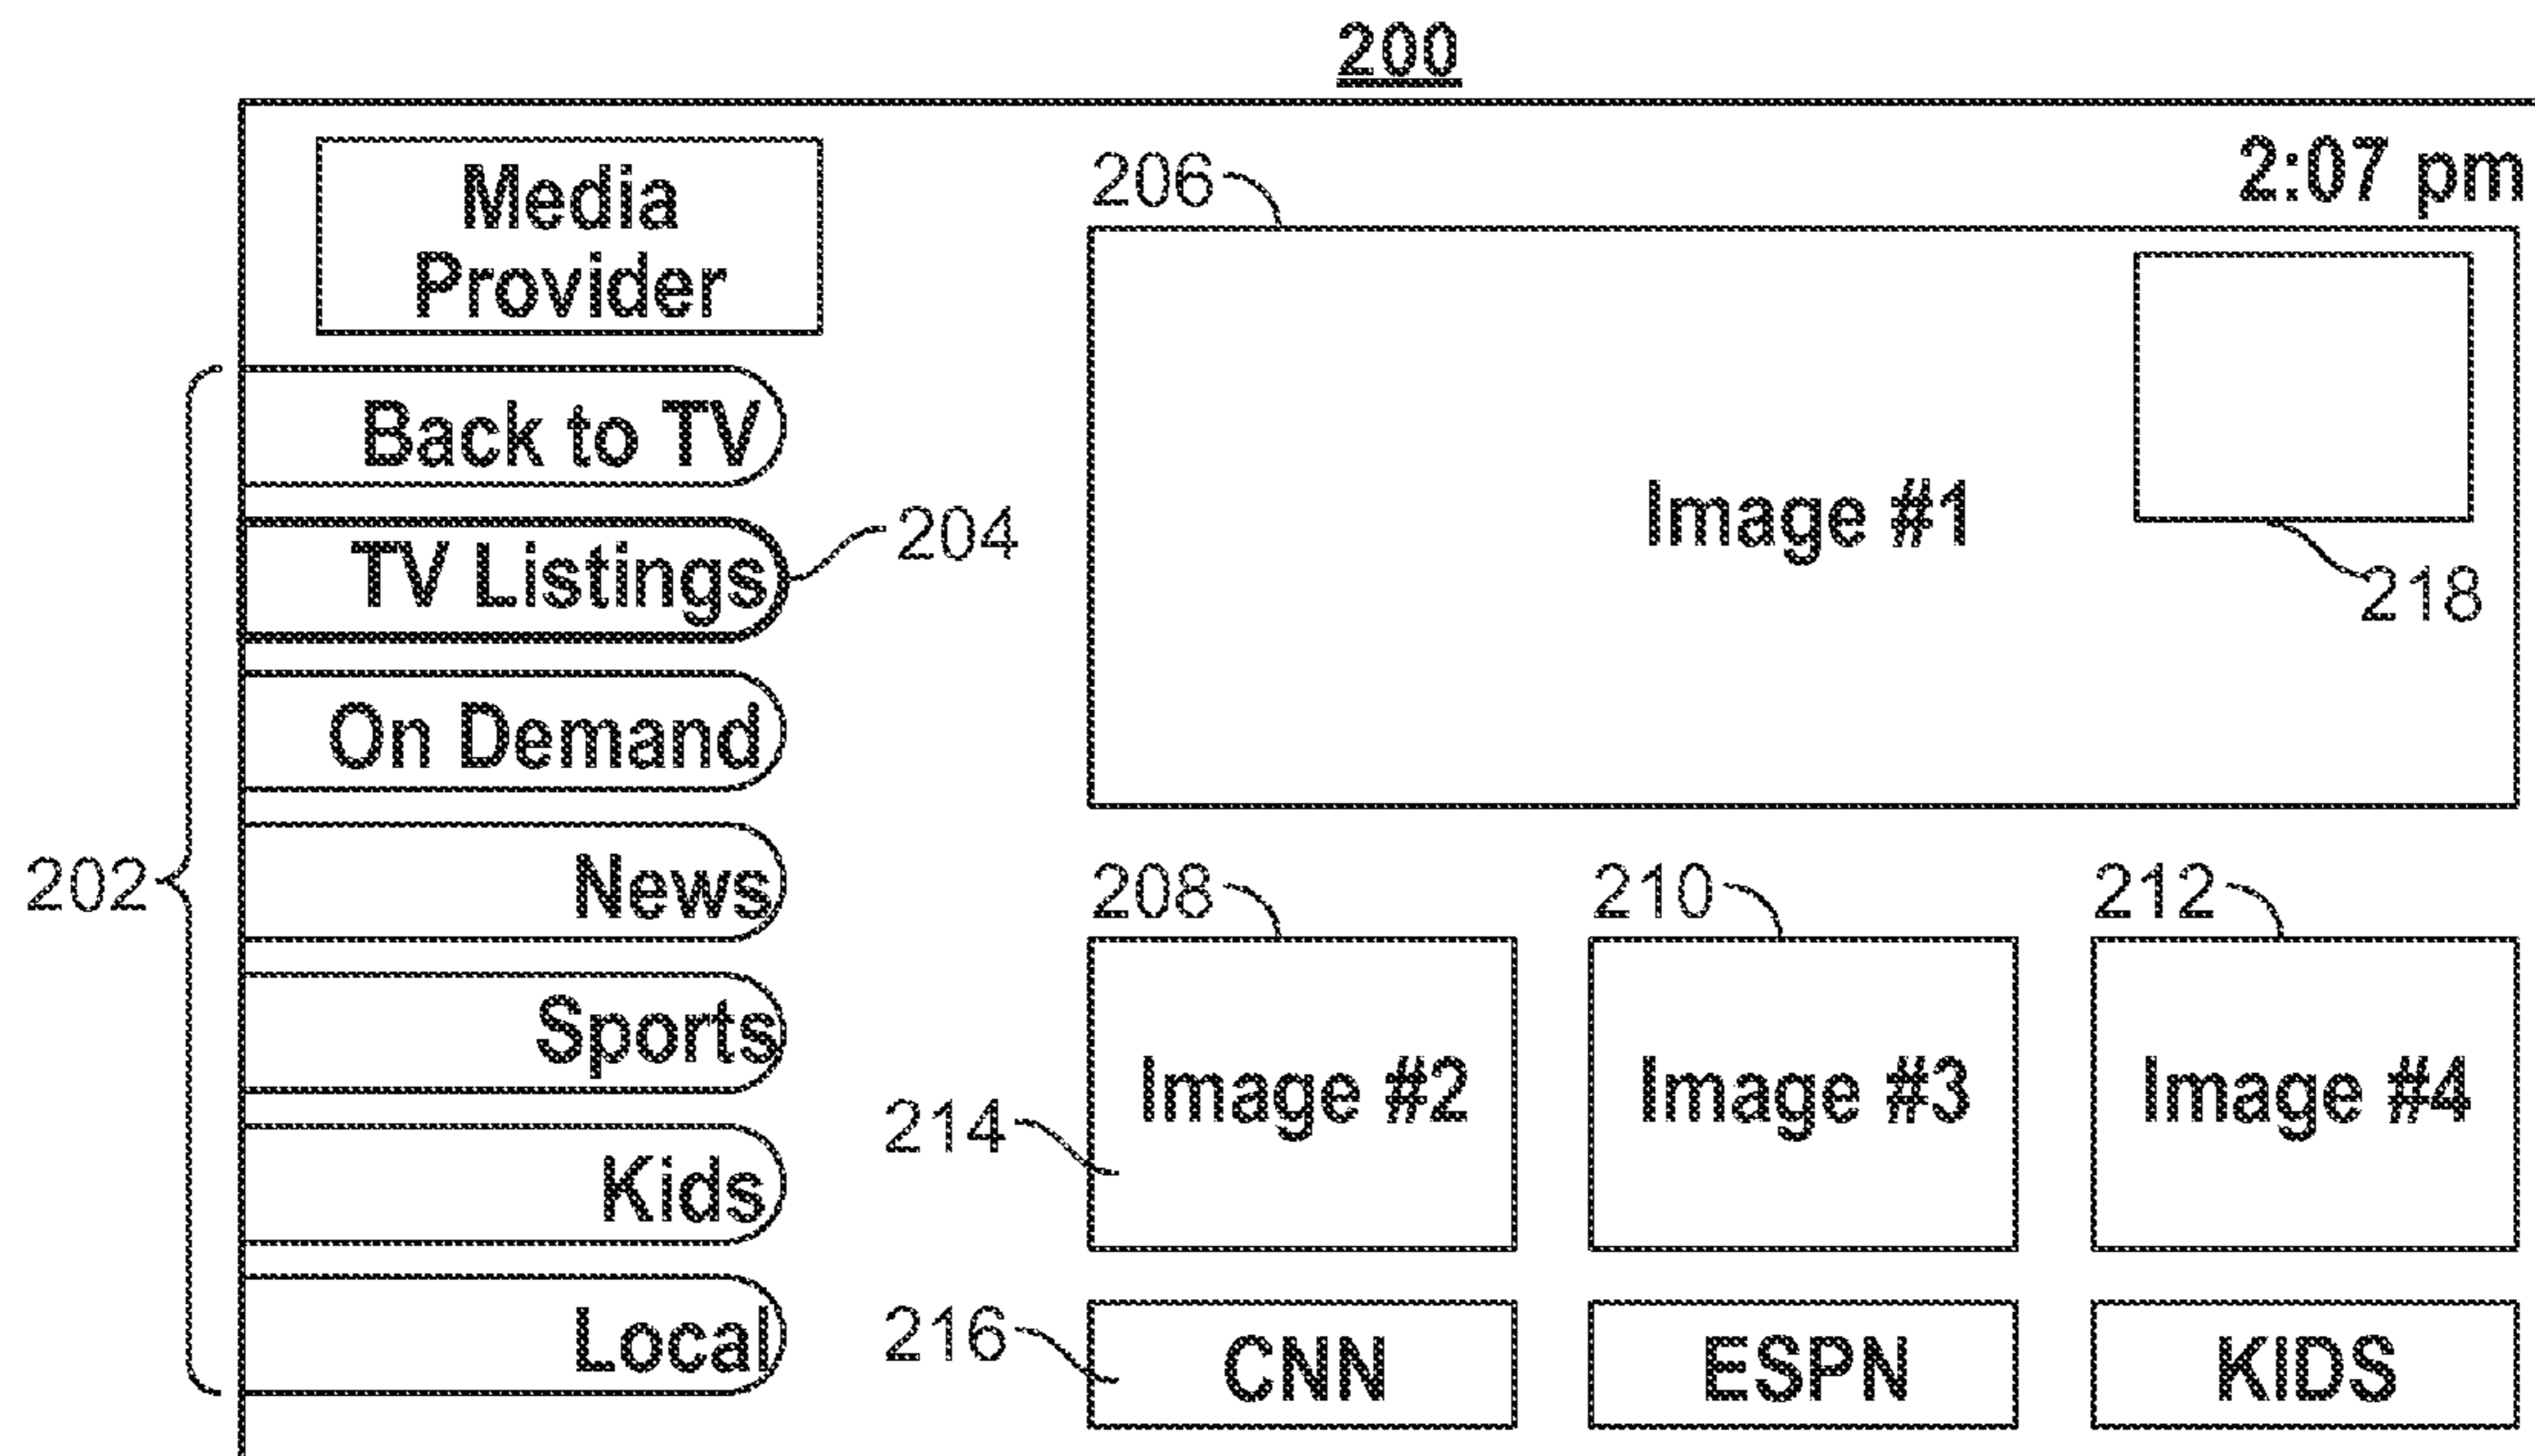 200
2:07 pm
Media
Provider
206
Back to TV
TV Listings
204
Image #1
218
On Demand
202
News
208
210
212
Sports
Image #2
Image #3
Image #4
214
Kids
Local
216
CNN
ESPN
KIDS